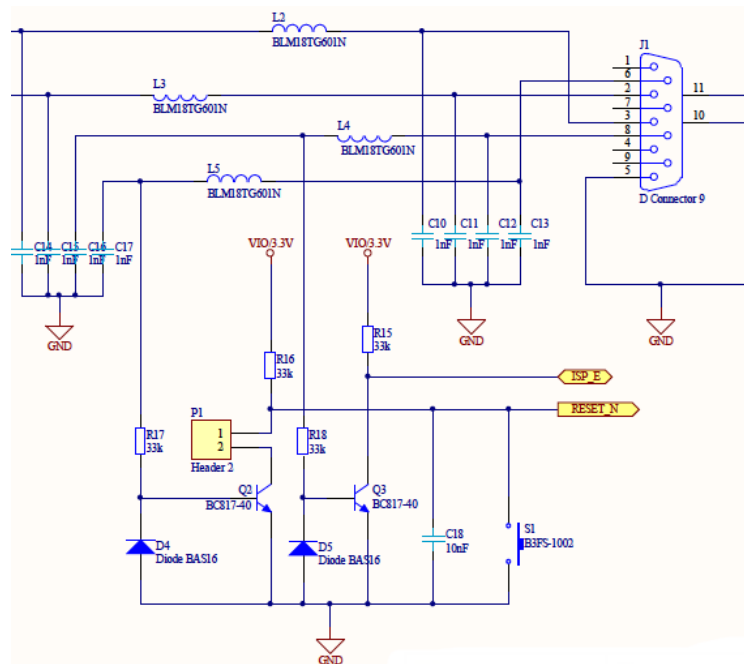 L2
BLM18TG601N
J1
1
6
2
7
3
8
4
9
5
11
10
D Connector 9
L3
BLM18TG601N
L4
BLM18TG601N
L5
BLM18TG601N
C14
1nF
C15
1nF
C16
1nF
C17
1nF
GND
C10
1nF
C11
1nF
C12
1nF
C13
1nF
GND
GND
VIO/3.3V
VIO/3.3V
R16
33k
R15
33k
ISP_E
RESET_N
P1
1
2
Header 2
R17
33k
R18
33k
Q2
BC817-40
Q3
BC817-40
D4
Diode BAS16
D5
Diode BAS16
C18
10nF
S1
B3FS-1002
GND